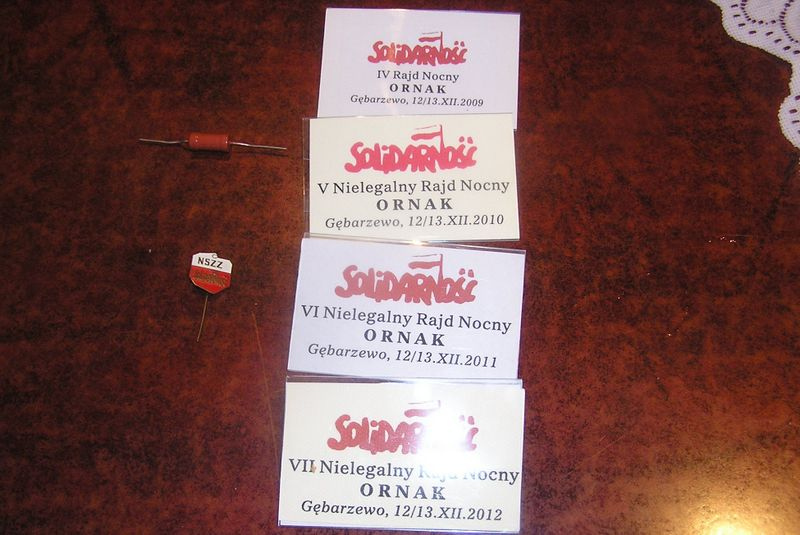 SOLiDARNOŚĆ
IV Rajd Nocny
ORNAK
Gębarzewo, 12/13.XII.2009
SOLiDARNOŚĆ
V Nielegalny Rajd Nocny
ORNAK
Gębarzewo, 12/13.XII.2010
NSZZ
SOLiDARNOŚĆ
VI Nielegalny Rajd Nocny
ORNAK
Gębarzewo, 12/13.XII.2011
SOLiDARNOŚĆ
VII Nielegalny Rajd Nocny
ORNAK
Gębarzewo, 12/13.XII.2012